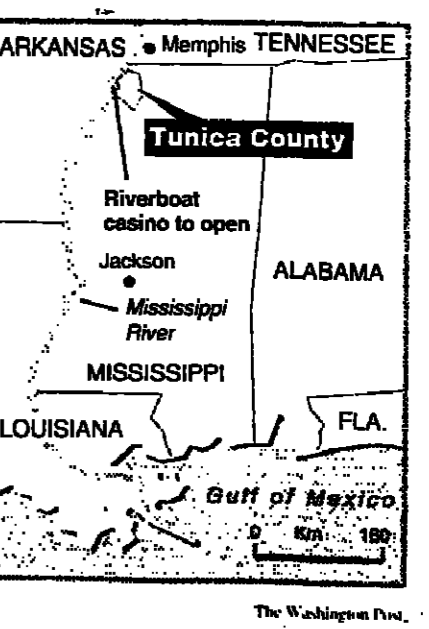 ARKANSAS
Memphis TENNESSEE
Tunica County
Riverboat
casino to open
Jackson
ALABAMA
Mississippi
River
MISSISSIPPI
LOUISIANA
FLA.
Gulf of Mexico
0 Km 160
The Washington Post